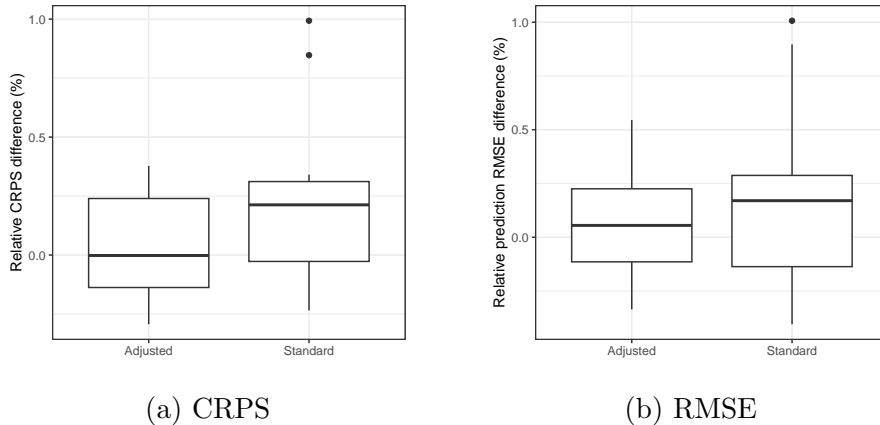 Relative CRPS difference (%)
1.0
0.5
0.0
Adjusted Standard
(a) CRPS
Relative prediction RMSE difference (%)
1.0
0.5
0.0
Adjusted Standard
(b) RMSE